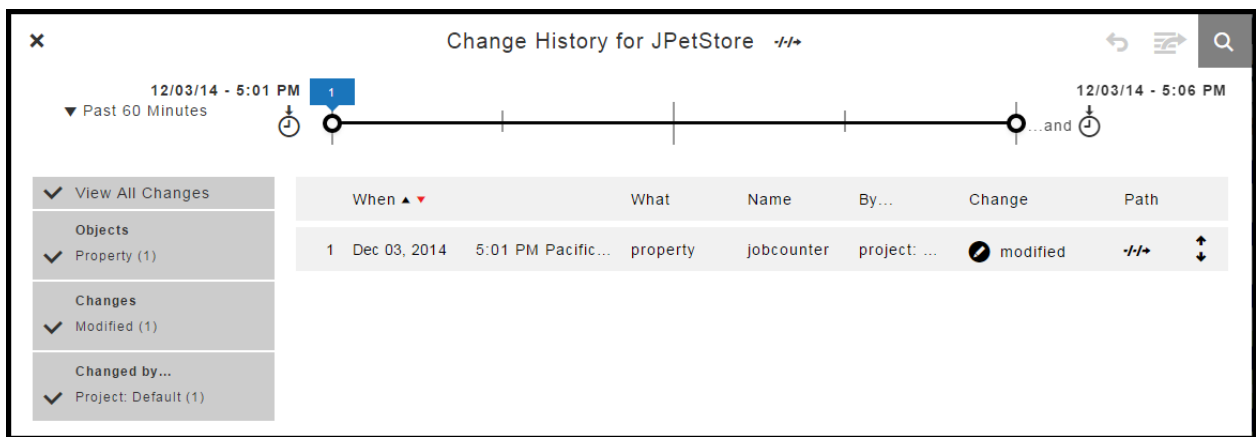 Change History for JPetStore
12/03/14 - 5:01 PM 1 12/03/14 - 5:06 PM
▼ Past 60 Minutes ...and
View All Changes
When ▲ ▼ What Name By... Change Path
Objects
Property (1)
1 Dec 03, 2014 5:01 PM Pacific... property jobcounter project: ... modified
Changes
Modified (1)
Changed by...
Project: Default (1)